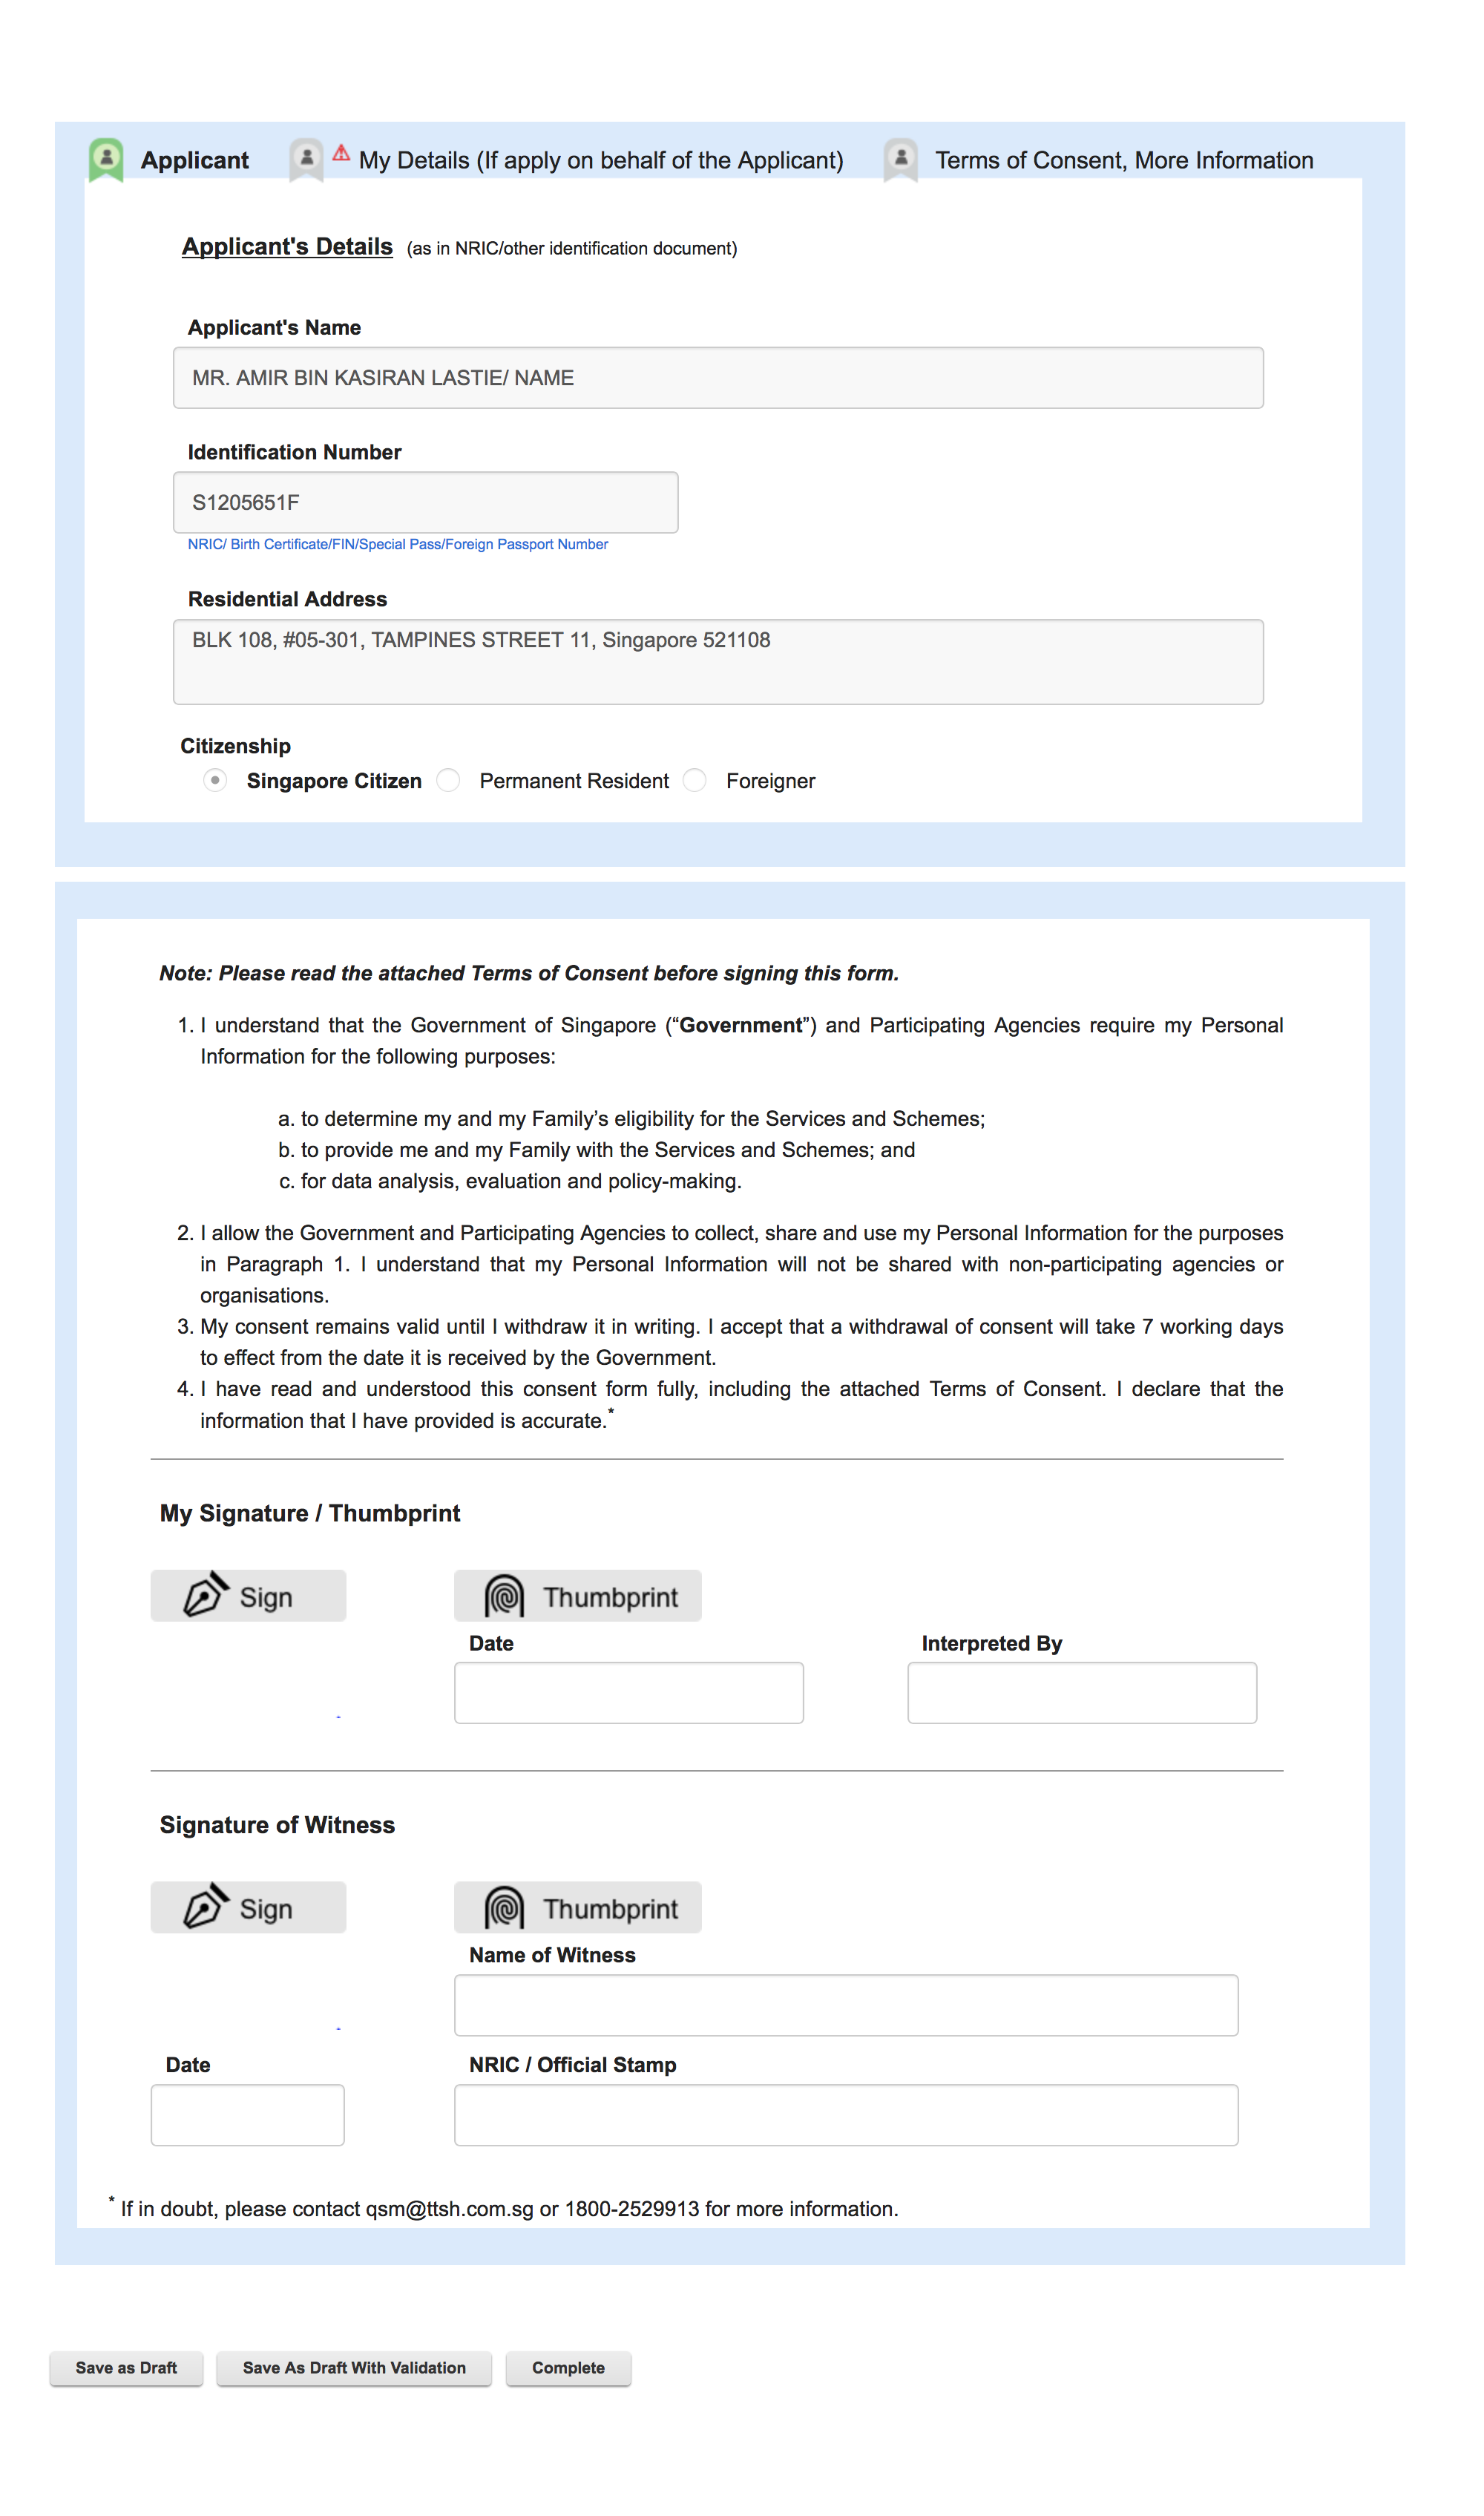 Applicant My Details (If apply on behalf of the Applicant) Terms of Consent, More Information
Applicant's Details (as in NRIC/other identification document)
Applicant's Name
MR. AMIR BIN KASIRAN LASTIE/ NAME
Identification Number
S1205651F
NRIC/ Birth Certificate/FIN/Special Pass/Foreign Passport Number
Residential Address
BLK 108, #05-301, TAMPINES STREET 11, Singapore 521108
Citizenship
Singapore Citizen Permanent Resident Foreigner
Note: Please read the attached Terms of Consent before signing this form.
1. I understand that the Government of Singapore (“Government”) and Participating Agencies require my Personal
Information for the following purposes:
a. to determine my and my Family’s eligibility for the Services and Schemes;
b. to provide me and my Family with the Services and Schemes; and
c. for data analysis, evaluation and policy-making.
2. I allow the Government and Participating Agencies to collect, share and use my Personal Information for the purposes
in Paragraph 1. I understand that my Personal Information will not be shared with non-participating agencies or
organisations.
3. My consent remains valid until I withdraw it in writing. I accept that a withdrawal of consent will take 7 working days
to effect from the date it is received by the Government.
4. I have read and understood this consent form fully, including the attached Terms of Consent. I declare that the
information that I have provided is accurate.*
My Signature / Thumbprint
Sign Thumbprint
Date Interpreted By
Signature of Witness
Sign Thumbprint
Name of Witness
Date NRIC / Official Stamp
* If in doubt, please contact qsm@ttsh.com.sg or 1800-2529913 for more information.
Save as Draft Save As Draft With Validation Complete